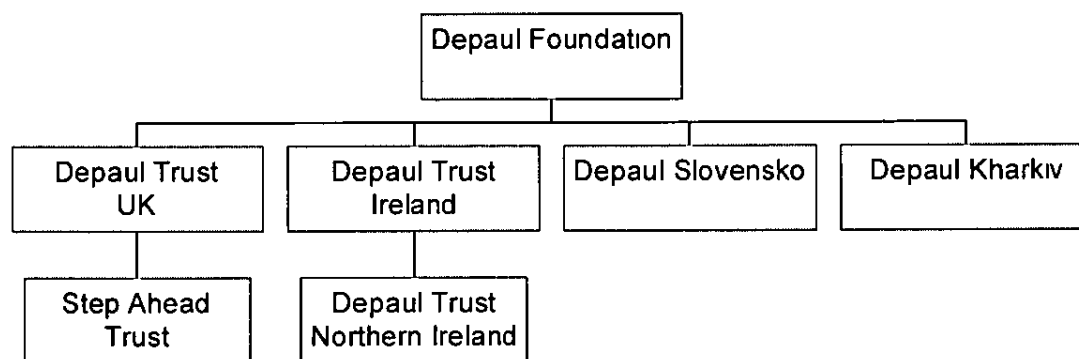 Depaul Foundation
Depaul Trust
UK
Depaul Trust
Ireland
Depaul Slovensko
Depaul Kharkiv
Step Ahead
Trust
Depaul Trust
Northern Ireland